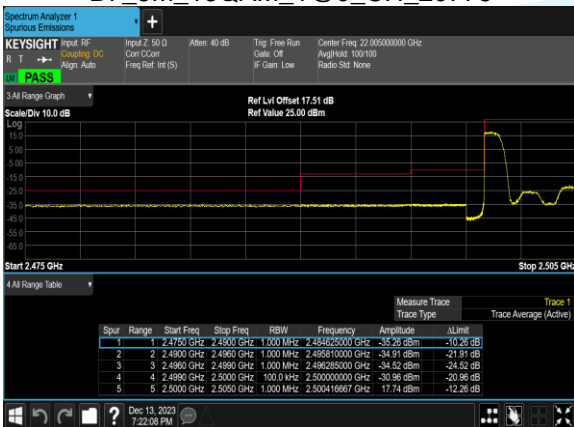 Spectrum Analyzer 1
Spurious Emissions
+
KEYSIGHT
R T
Input: RF
Coupling: DC
Align: Auto
Input Z: 50 Ω
Corr CCorr
Freq Ref: Int (S)
Atten: 40 dB
Trig: Free Run
Gate: Off
IF Gain: Low
Center Freq: 22.005000000 GHz
Avg|Hold: 100/100
Radio Std: None
PASS
3 All Range Graph
Ref Lvl Offset 17.51 dB
Scale/Div 10.0 dB
Ref Value 25.00 dBm
Log
15.0
5.00
-5.00
-15.0
-25.0
-35.0
-45.0
-55.0
-65.0
Start 2.475 GHz
Stop 2.505 GHz
4 All Range Table
Measure Trace Trace 1
Trace Type Trace Average (Active)
Spur Range Start Freq Stop Freq RBW Frequency Amplitude ΔLimit
1 1 2.4750 GHz 2.4900 GHz 1.000 MHz 2.484625000 GHz -35.26 dBm -10.26 dB
2 2 2.4900 GHz 2.4960 GHz 1.000 MHz 2.495810000 GHz -34.91 dBm -21.91 dB
3 3 2.4960 GHz 2.4990 GHz 1.000 MHz 2.496285000 GHz -34.52 dBm -24.52 dB
4 4 2.4990 GHz 2.5000 GHz 100.0 kHz 2.500000000 GHz -30.96 dBm -20.96 dB
5 5 2.5000 GHz 2.5050 GHz 1.000 MHz 2.500416667 GHz 17.74 dBm -12.26 dB
?
Dec 13, 2023
7:22:08 PM